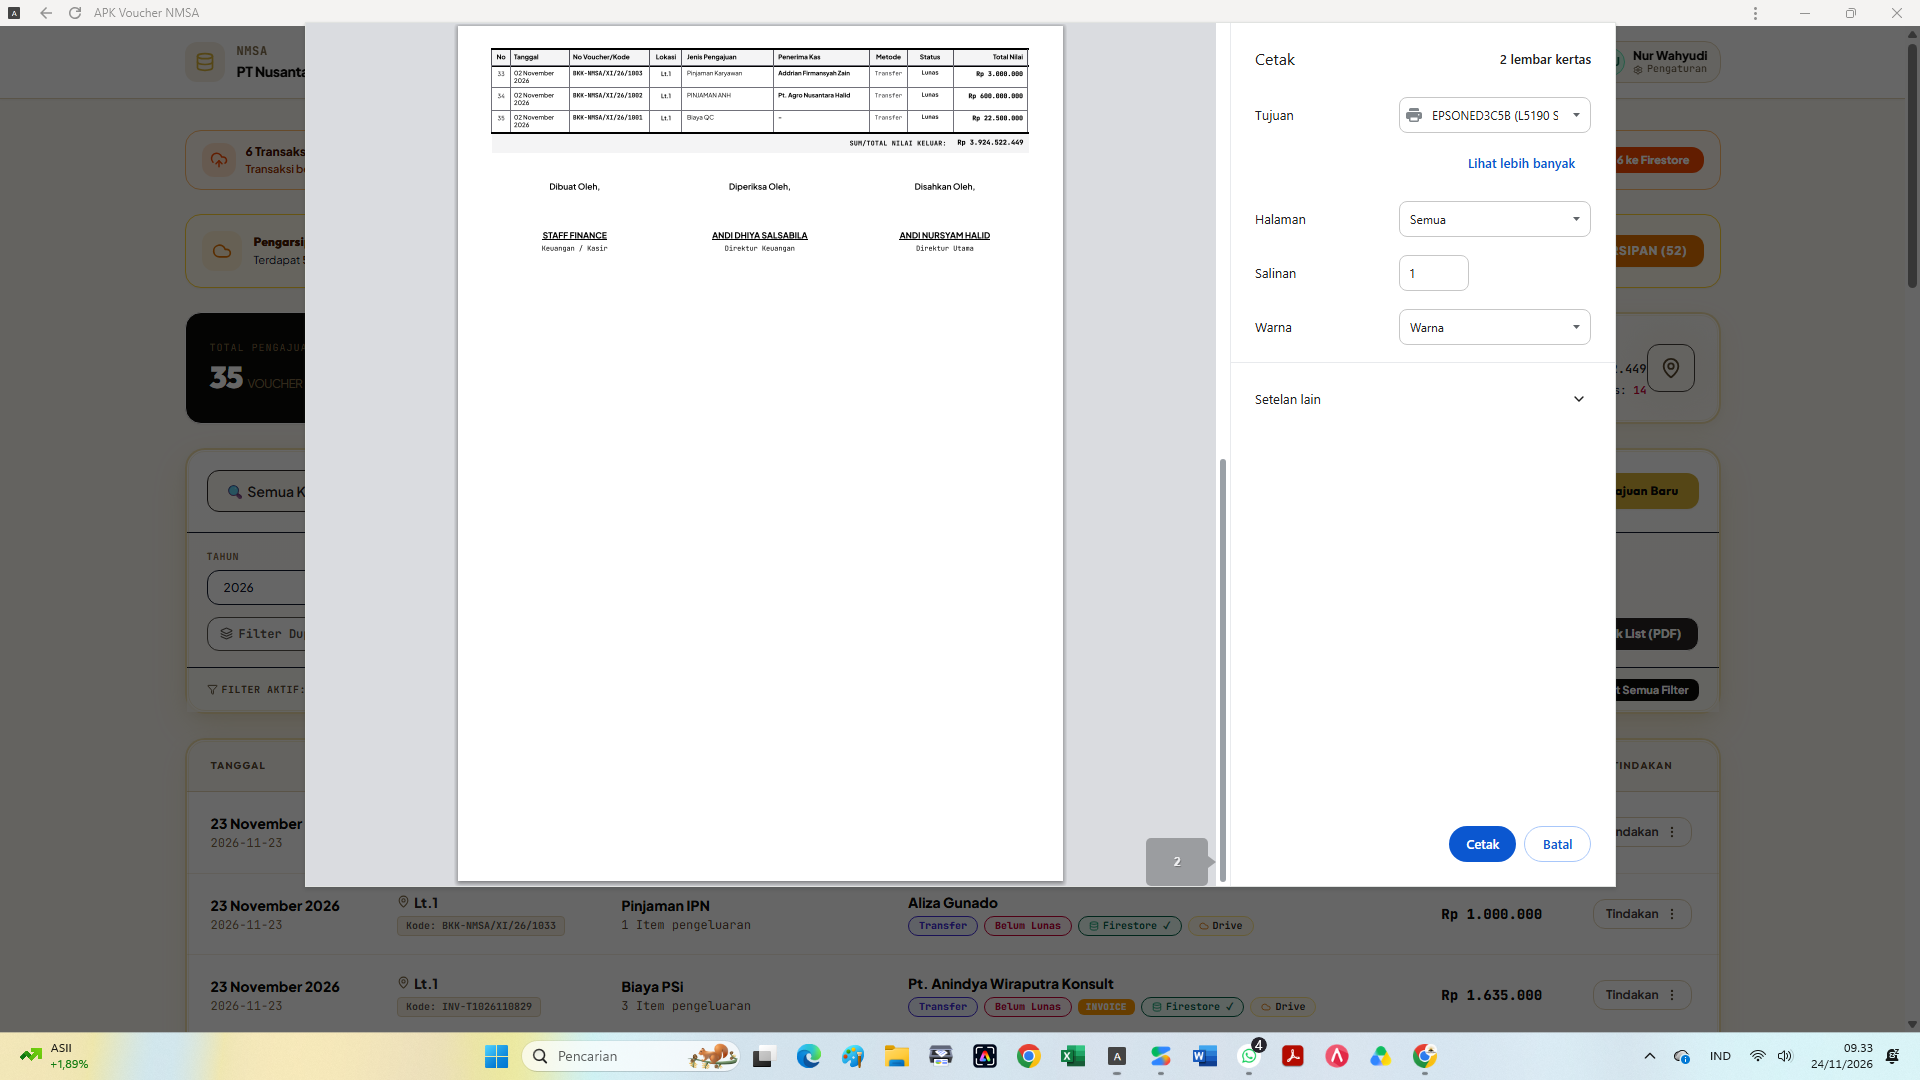 APK Voucher NMSA
NMSA
PT Nusanta
Nur Wahyudi
Pengaturan
6 Transaks
Transaksi be
6 ke Firestore
Pengarsi
Terdapat 5
SIPAN (52)
TOTAL PENGAJUA
35 VOUCHER
.449
s: 14
Semua K
ajuan Baru
TAHUN
2026
Filter Du
k List (PDF)
FILTER AKTIF:
t Semua Filter
TANGGAL
TINDAKAN
No Tanggal No Voucher/Kode Lokasi Jenis Pengajuan Penerima Kas Metode Status Total Nilai
33 02 November 2026 BKK-NMSA/XI/26/1003 Lt.1 Pinjaman Karyawan Addrian Firmansyah Zain Transfer Lunas Rp 3.000.000
34 02 November 2026 BKK-NMSA/XI/26/1002 Lt.1 PINJAMAN ANH Pt. Agro Nusantara Halid Transfer Lunas Rp 600.000.000
35 02 November 2026 BKK-NMSA/XI/26/1001 Lt.1 Biaya QC - Transfer Lunas Rp 22.500.000
SUM/TOTAL NILAI KELUAR: Rp 3.924.522.449
Dibuat Oleh, Diperiksa Oleh, Disahkan Oleh,
STAFF FINANCE ANDI DHIYA SALSABILA ANDI NURSYAM HALID
Keuangan / Kasir Direktur Keuangan Direktur Utama
2
Cetak 2 lembar kertas
Tujuan EPSONED3C5B (L5190 S
Lihat lebih banyak
Halaman Semua
Salinan 1
Warna Warna
Setelan lain
Cetak Batal
23 November
2026-11-23
ndakan
23 November 2026 Lt.1 Pinjaman IPN Aliza Gunado Rp 1.000.000 Tindakan
2026-11-23 Kode: BKK-NMSA/XI/26/1033 1 Item pengeluaran Transfer Belum Lunas Firestore ✓ Drive
23 November 2026 Lt.1 Biaya PSi Pt. Anindya Wiraputra Konsult Rp 1.635.000 Tindakan
2026-11-23 Kode: INV-T1026110829 3 Item pengeluaran Transfer Belum Lunas INVOICE Firestore ✓ Drive
ASII
+1,89%
Pencarian
4
IND
09.33
24/11/2026